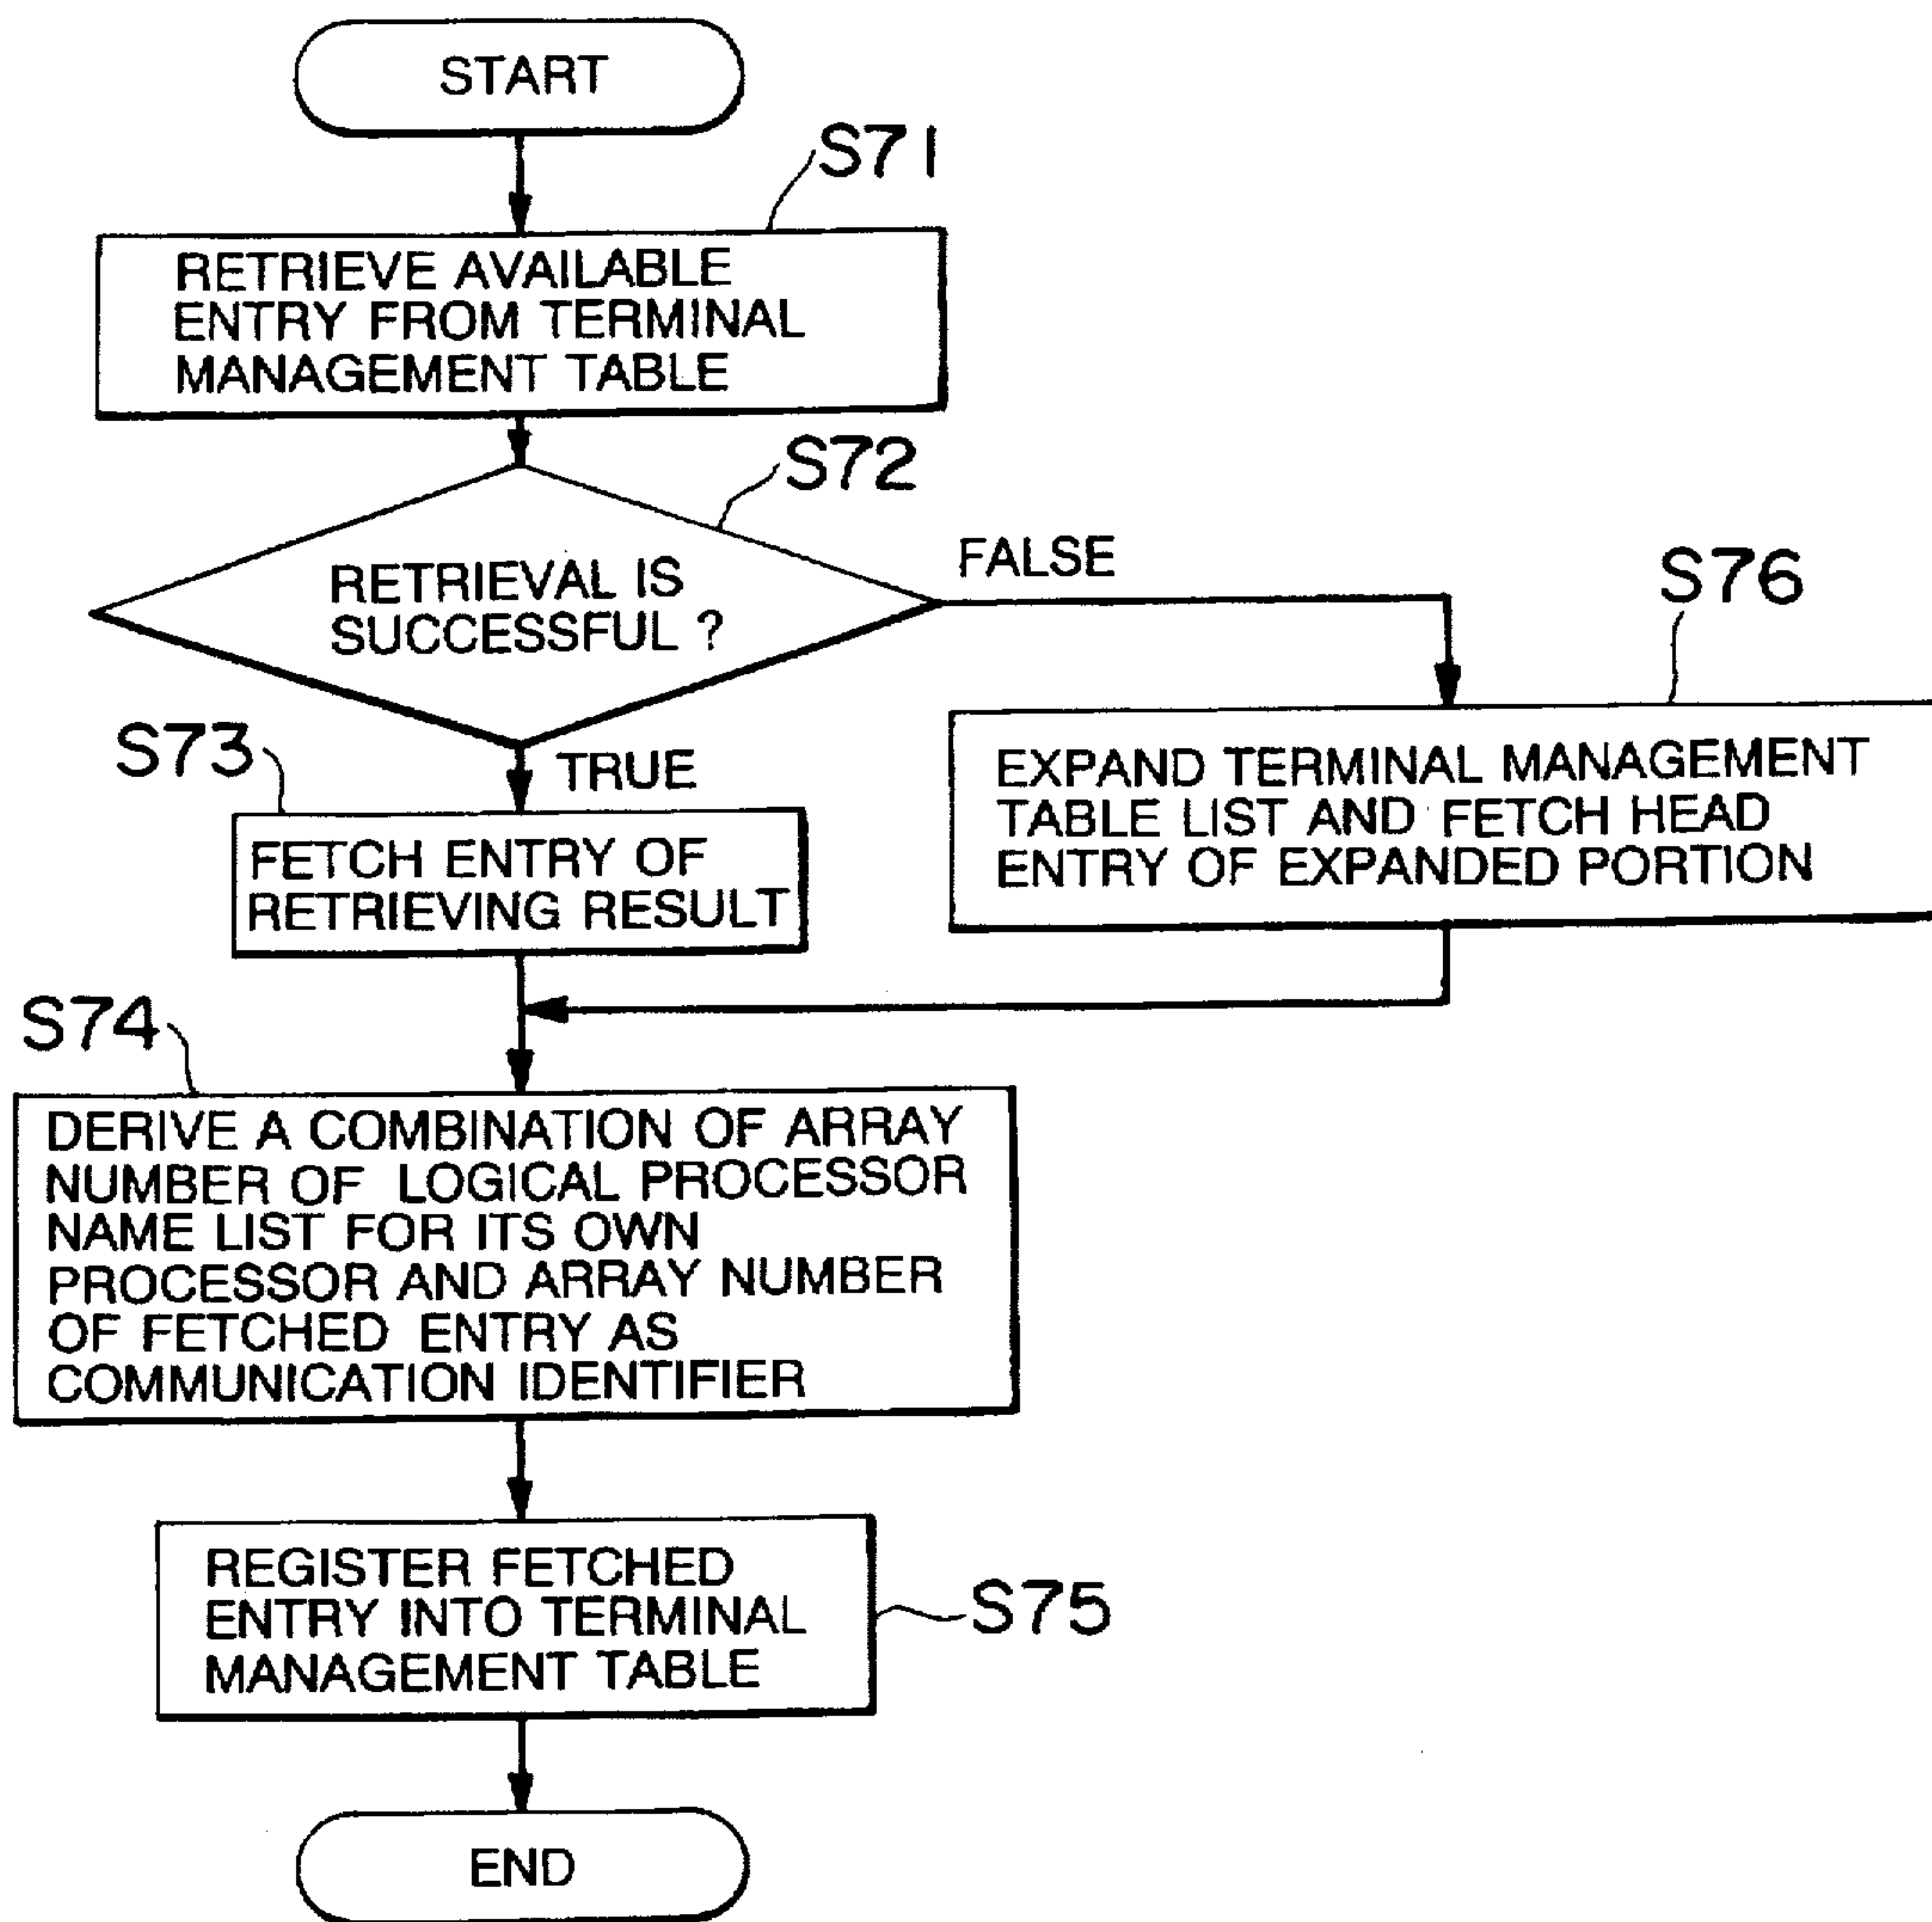 START
S71
RETRIEVE AVAILABLE
ENTRY FROM TERMINAL
MANAGEMENT TABLE
S72
RETRIEVAL IS
SUCCESSFUL ?
FALSE
S76
S73
TRUE
EXPAND TERMINAL MANAGEMENT
TABLE LIST AND FETCH HEAD
ENTRY OF EXPANDED PORTION
FETCH ENTRY OF
RETRIEVING RESULT
S74
DERIVE A COMBINATION OF ARRAY
NUMBER OF LOGICAL PROCESSOR
NAME LIST FOR ITS OWN
PROCESSOR AND ARRAY NUMBER
OF FETCHED ENTRY AS
COMMUNICATION IDENTIFIER
REGISTER FETCHED
ENTRY INTO TERMINAL
MANAGEMENT TABLE
S75
END